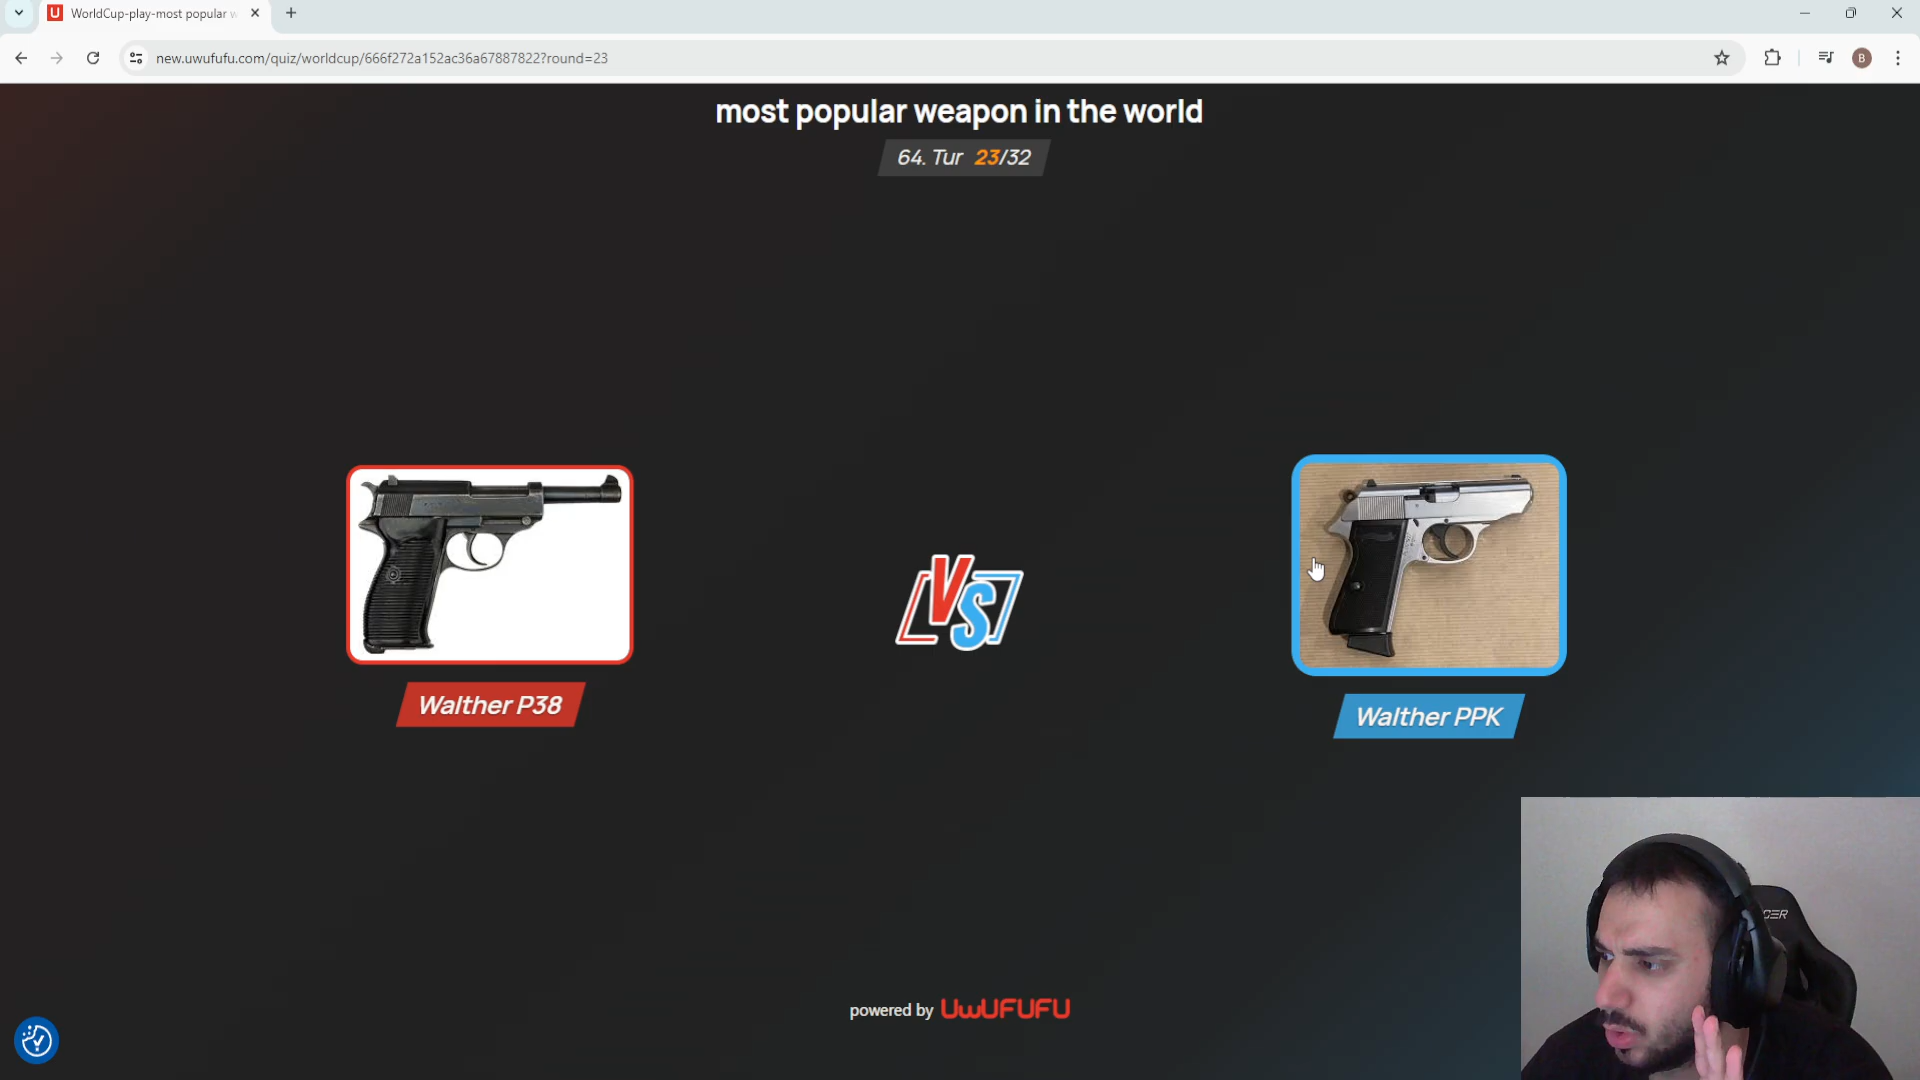 WorldCup-play-most popular w
new.uwufufu.com/quiz/worldcup/666f272a152ac36a67887822?round=23
B
most popular weapon in the world
64. Tur 23/32
VS
Walther P38
Walther PPK
powered by UwUFUFU